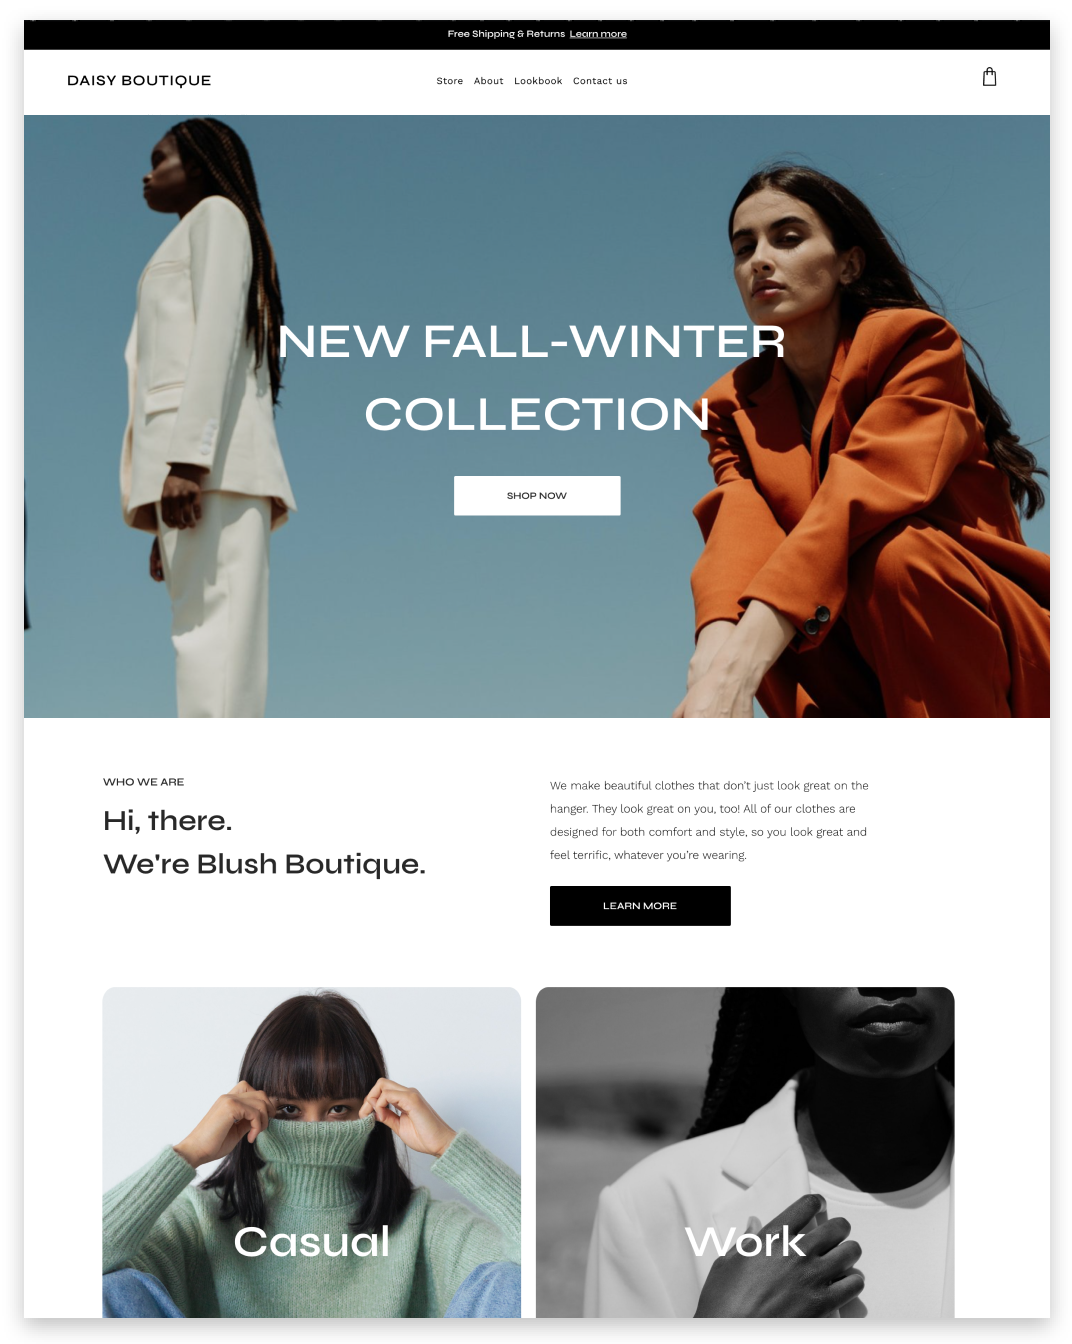 Free Shipping & Returns Learn more
DAISY BOUTIQUE
Store About Lookbook Contact us
NEW FALL-WINTER
COLLECTION
SHOP NOW
WHO WE ARE
Hi, there.
We're Blush Boutique.
We make beautiful clothes that don't just look great on the
hanger. They look great on you, too! All of our clothes are
designed for both comfort and style, so you look great and
feel terrific, whatever you're wearing.
LEARN MORE
Casual
Work